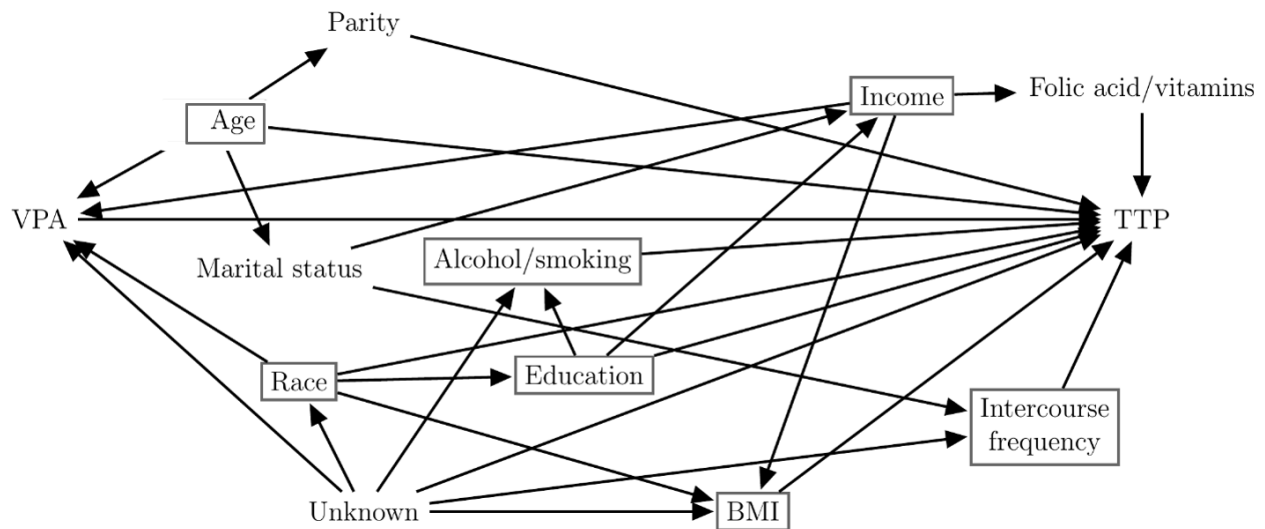 Parity
Folic acid/vitamins
Income
Age
VPA
TTP
Alcohol/smoking
Marital status
Race
Education
Intercourse
frequency
Unknown
BMI